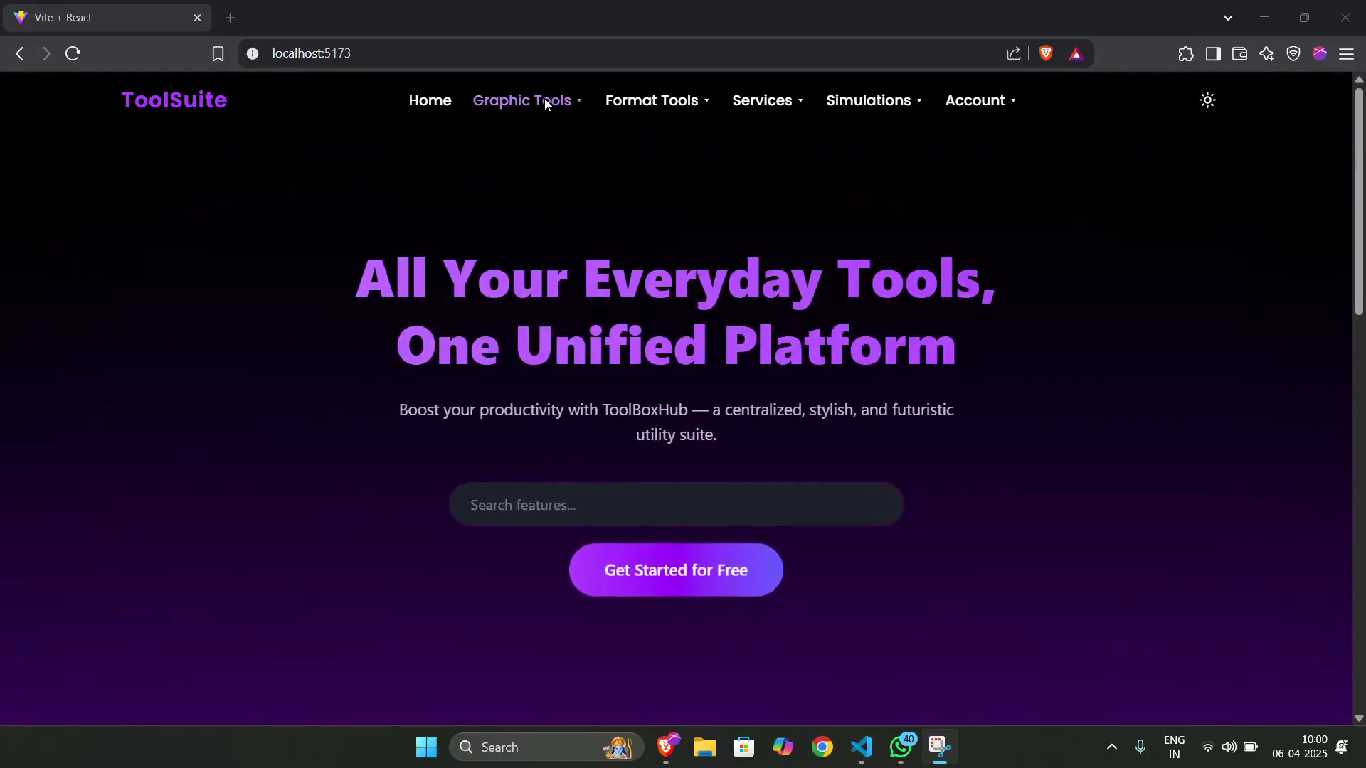 Vite + React
localhost:5173
ToolSuite
Home Graphic Tools Format Tools Services Simulations Account
All Your Everyday Tools,
One Unified Platform
Boost your productivity with ToolBoxHub — a centralized, stylish, and futuristic
utility suite.
Search features...
Get Started for Free
Search
40
ENG
IN
10:00
06-04-2025